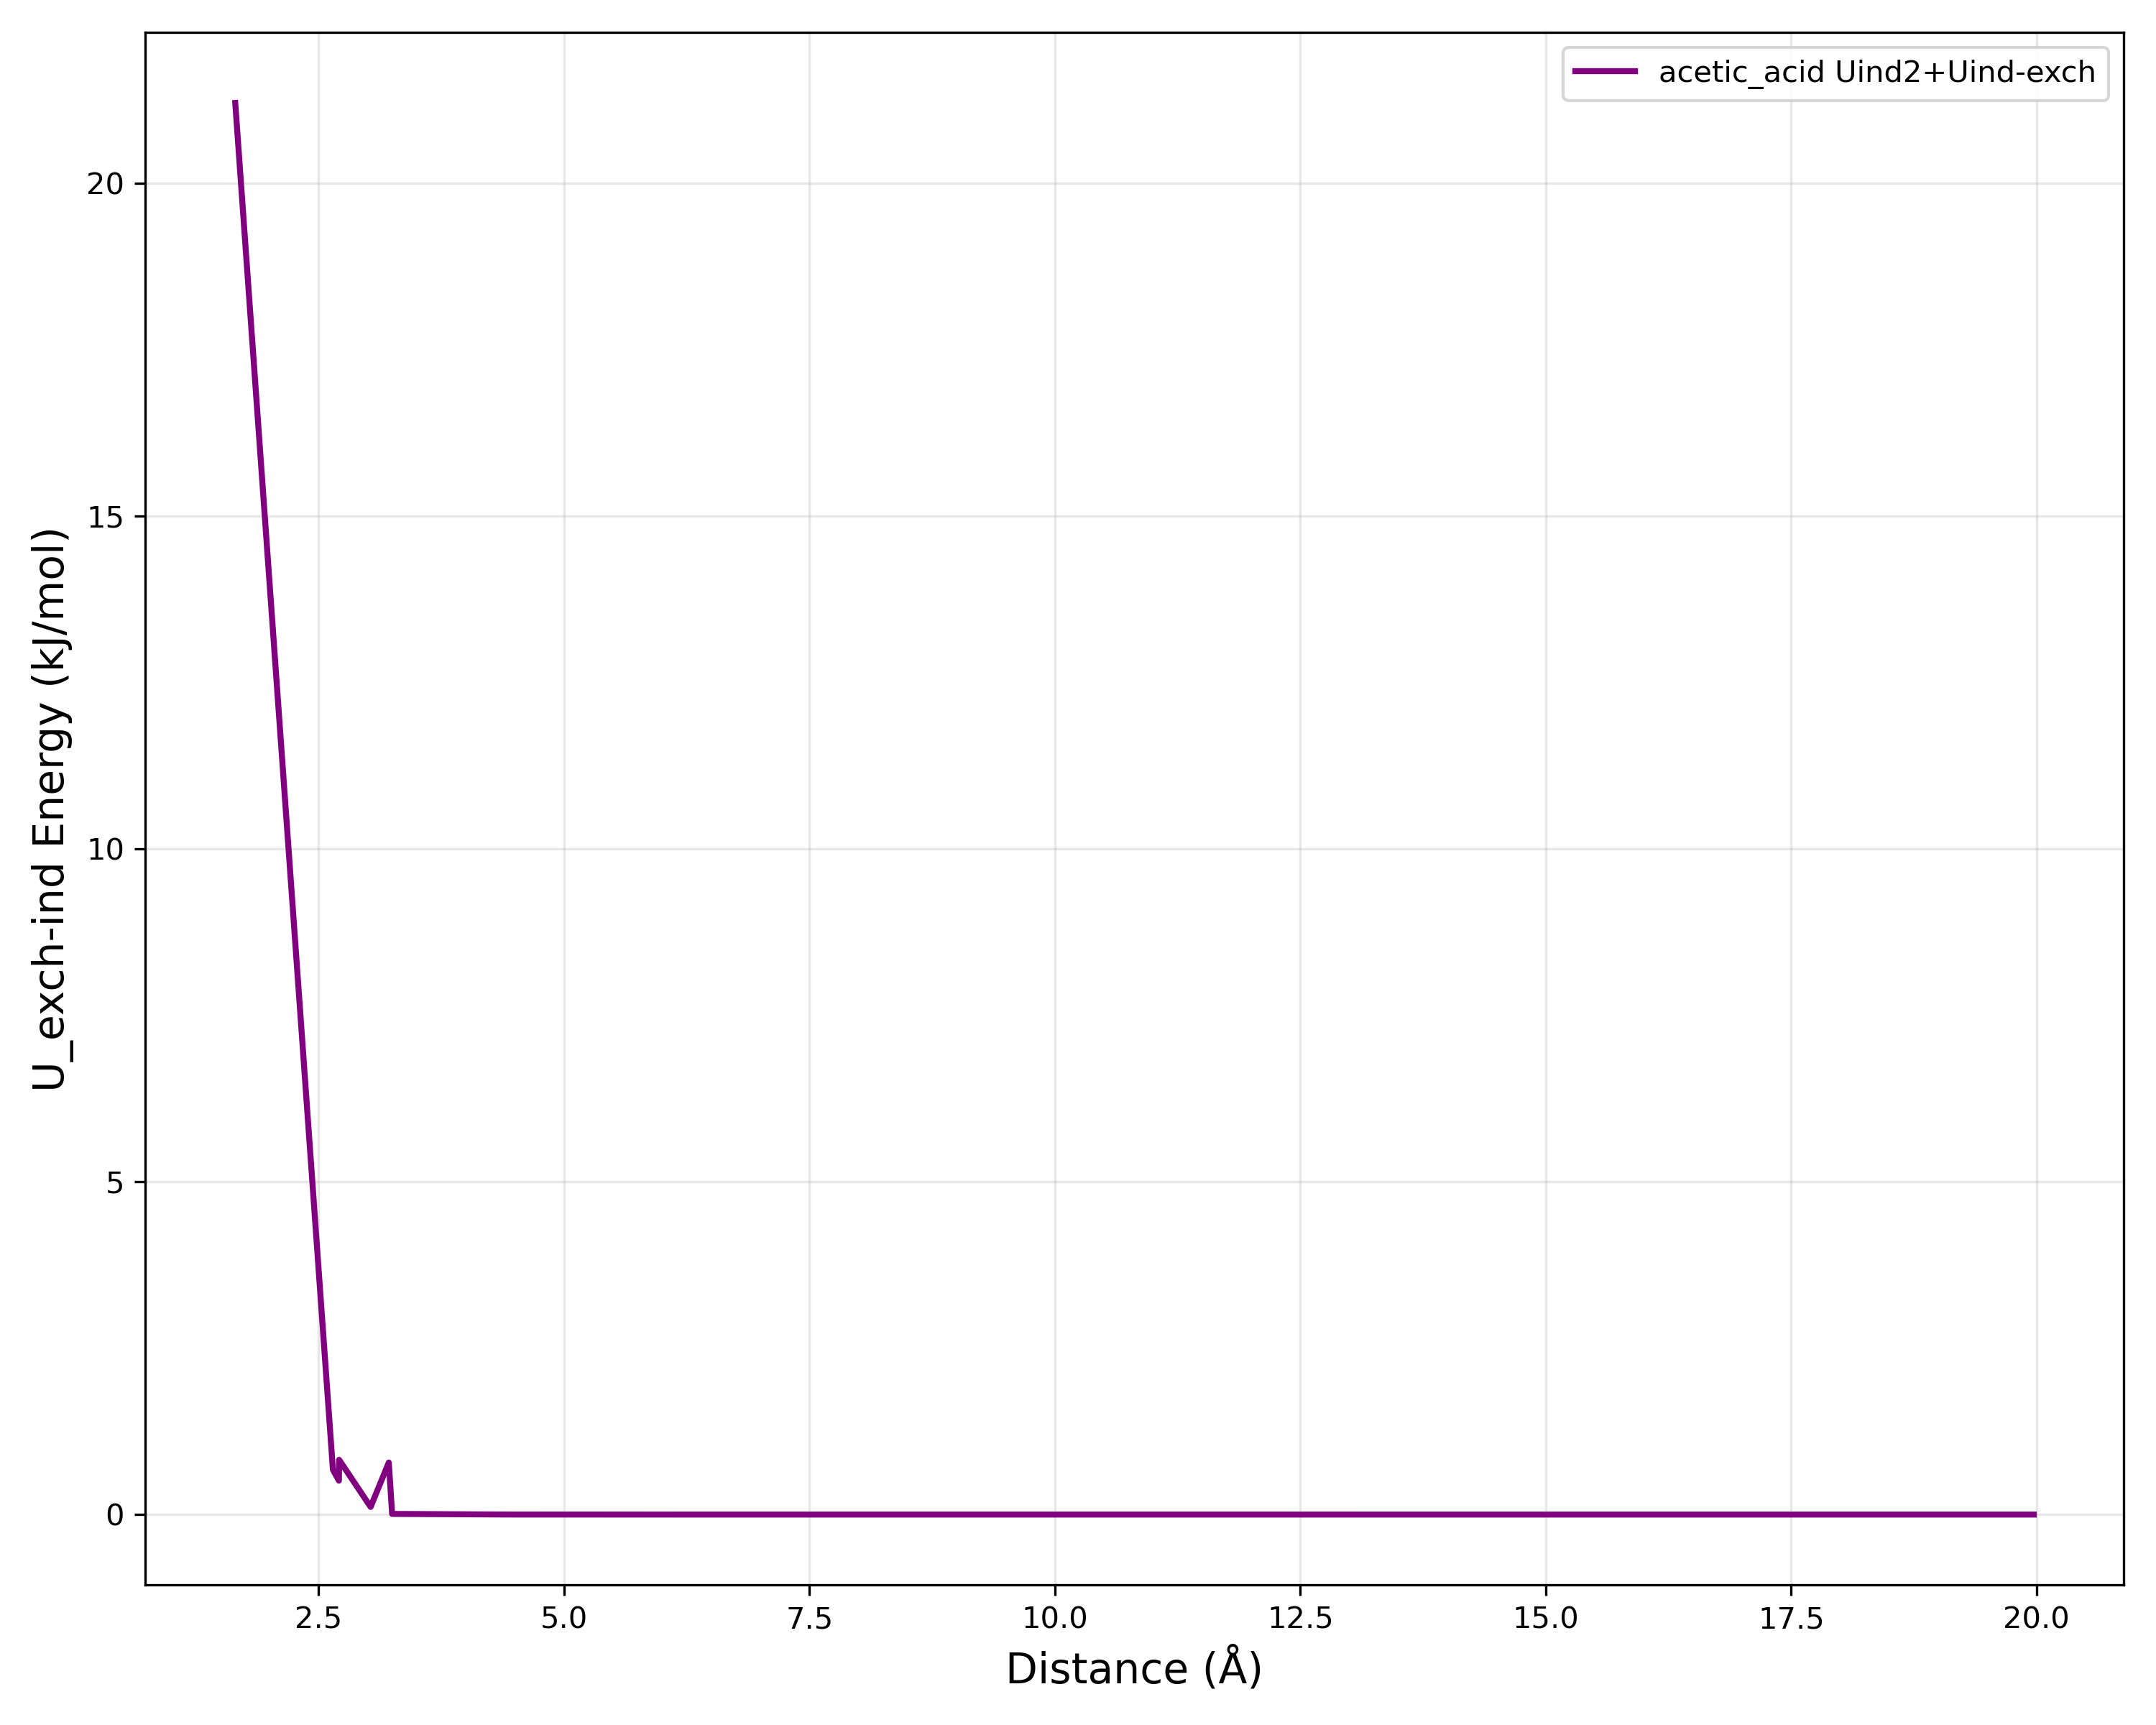 acetic_acid Uind2+Uind-exch
U_exch-ind Energy (kJ/mol)
20
15
10
5
0
2.5 5.0 7.5 10.0 12.5 15.0 17.5 20.0
Distance (Å)